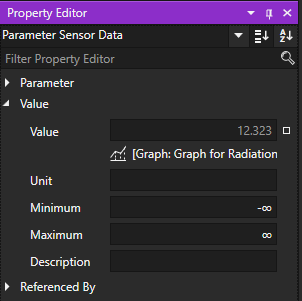 Property Editor
Parameter Sensor Data
Filter Property Editor
Parameter
Value
Value 12.323
[Graph: Graph for Radiation
Unit
Minimum -∞
Maximum ∞
Description
Referenced By